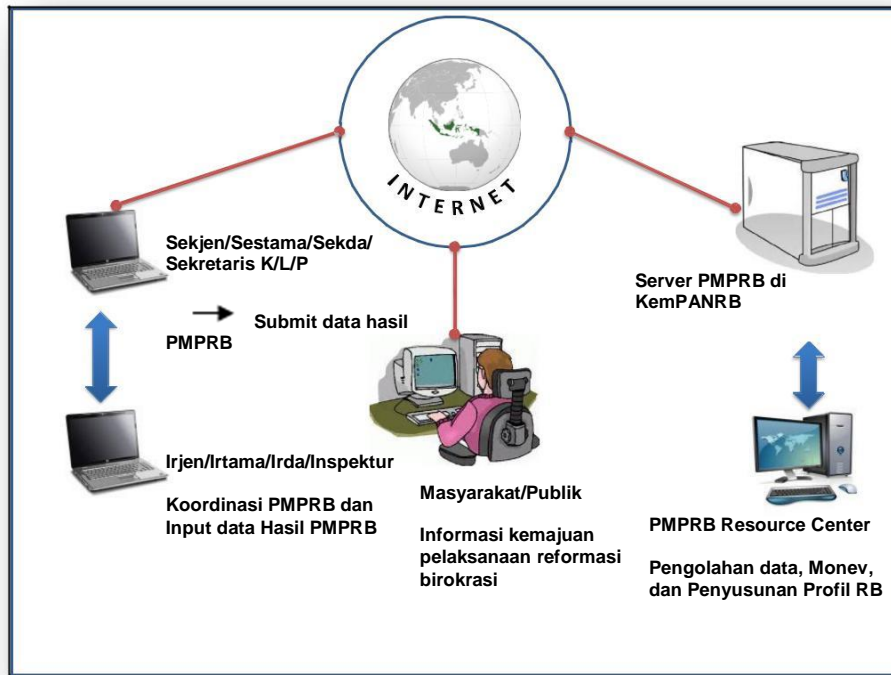 INTERNET
Sekjen/Sestama/Sekda/
Sekretaris K/L/P
Submit data hasil
PMPRB
Irjen/Irtama/Irda/Inspektur
Koordinasi PMPRB dan
Input data Hasil PMPRB
Masyarakat/Publik
Informasi kemajuan
pelaksanaan reformasi
birokrasi
Server PMPRB di
KemPANRB
PMPRB Resource Center
Pengolahan data, Monev,
dan Penyusunan Profil RB